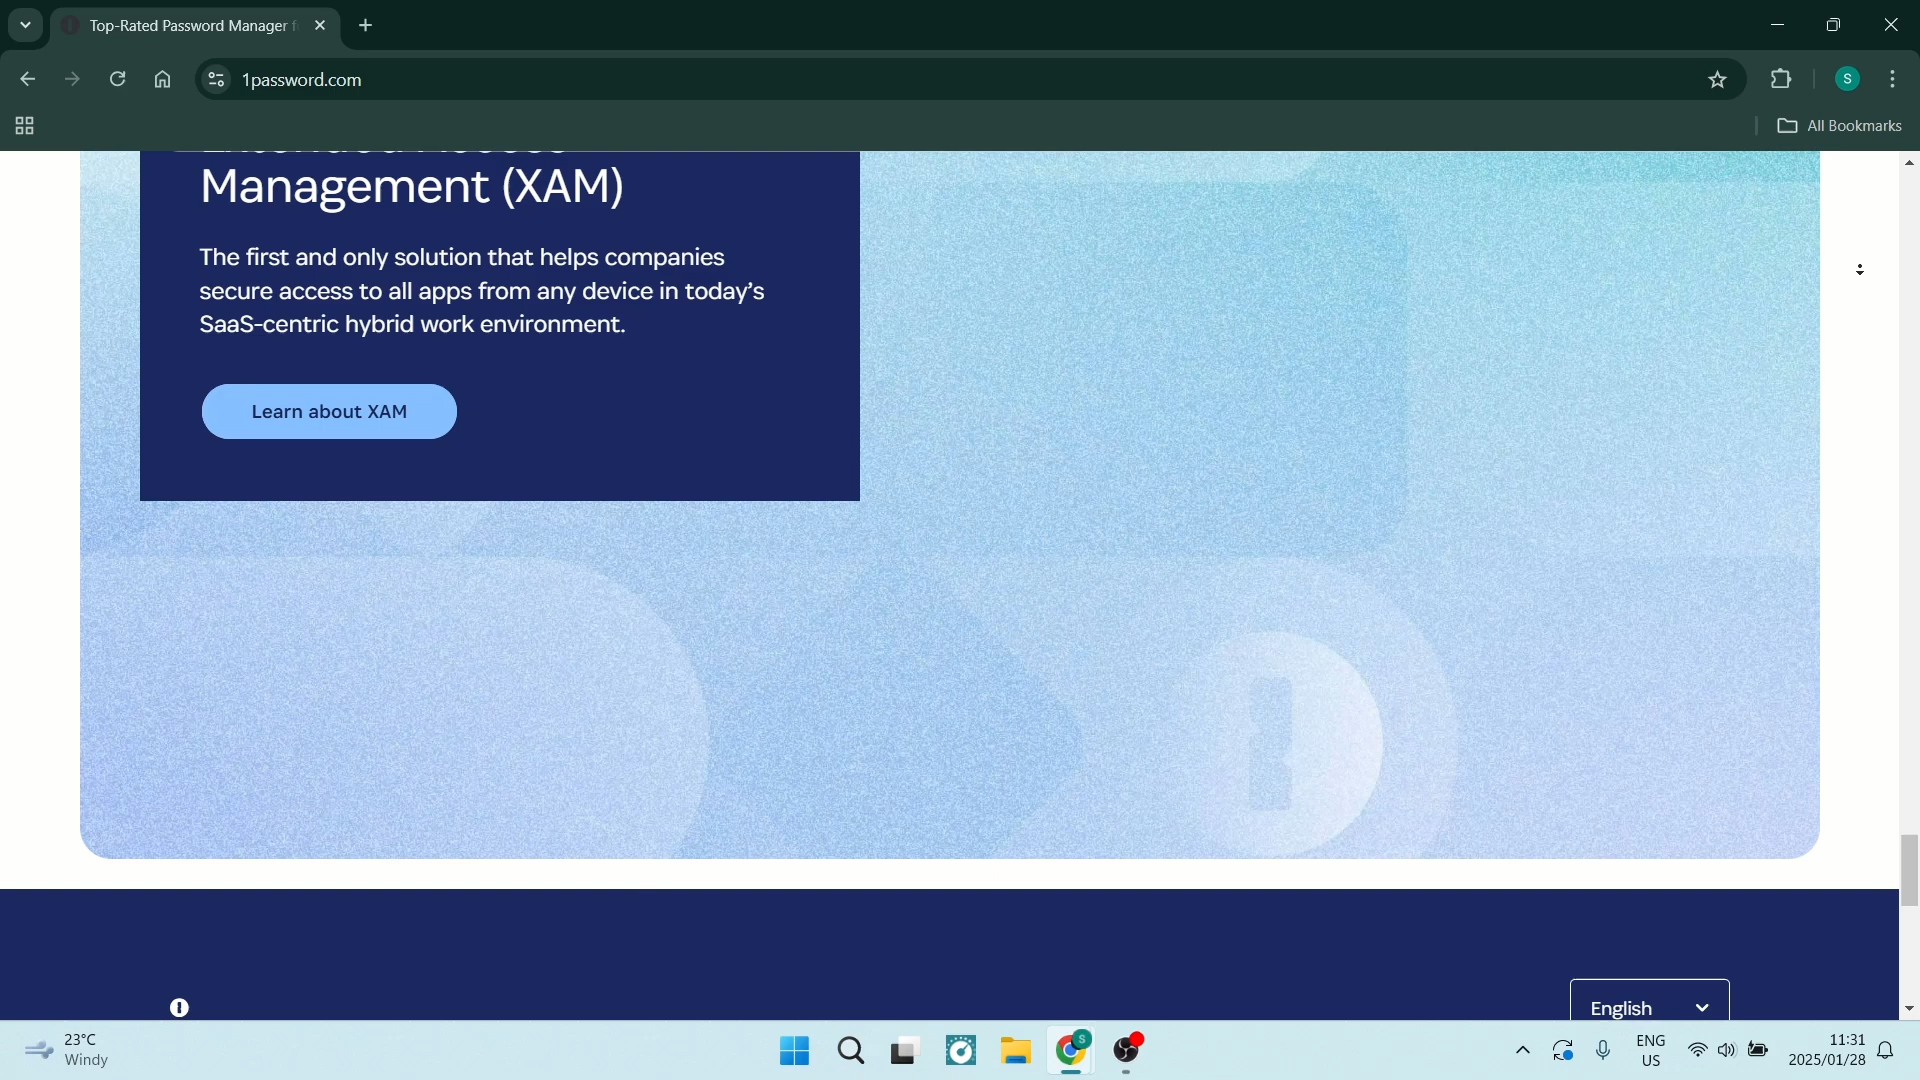 Top-Rated Password Manager f
1password.com
S
All Bookmarks
Management (XAM)
The first and only solution that helps companies
secure access to all apps from any device in today’s
SaaS-centric hybrid work environment.
Learn about XAM
English
23°C
Windy
S
ENG
US
11:31
2025/01/28